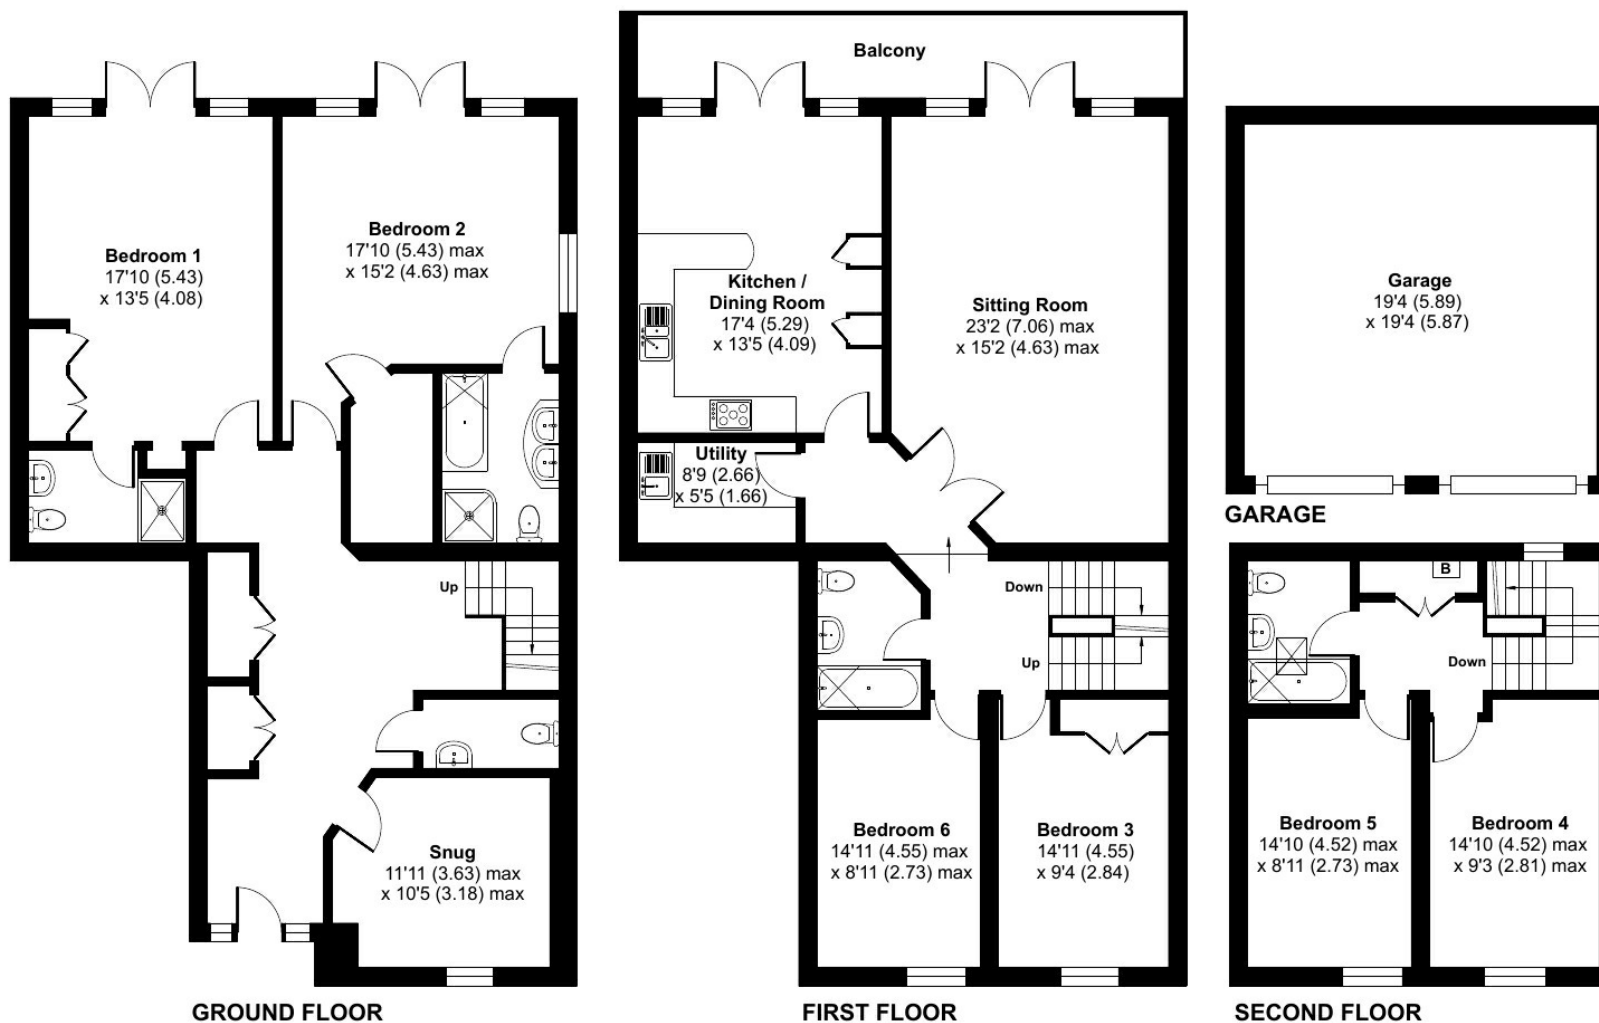 Bedroom 1
17'10 (5.43)
x 13'5 (4.08)
Bedroom 2
17'10 (5.43) max
x 15'2 (4.63) max
Up
Snug
11'11 (3.63) max
x 10'5 (3.18) max
GROUND FLOOR
Balcony
Kitchen /
Dining Room
17'4 (5.29)
x 13'5 (4.09)
Sitting Room
23'2 (7.06) max
x 15'2 (4.63) max
Utility
8'9 (2.66)
x 5'5 (1.66)
Down
Up
Bedroom 6
14'11 (4.55) max
x 8'11 (2.73) max
Bedroom 3
14'11 (4.55)
x 9'4 (2.84)
FIRST FLOOR
Garage
19'4 (5.89)
x 19'4 (5.87)
GARAGE
B
Down
Bedroom 5
14'10 (4.52) max
x 8'11 (2.73) max
Bedroom 4
14'10 (4.52) max
x 9'3 (2.81) max
SECOND FLOOR